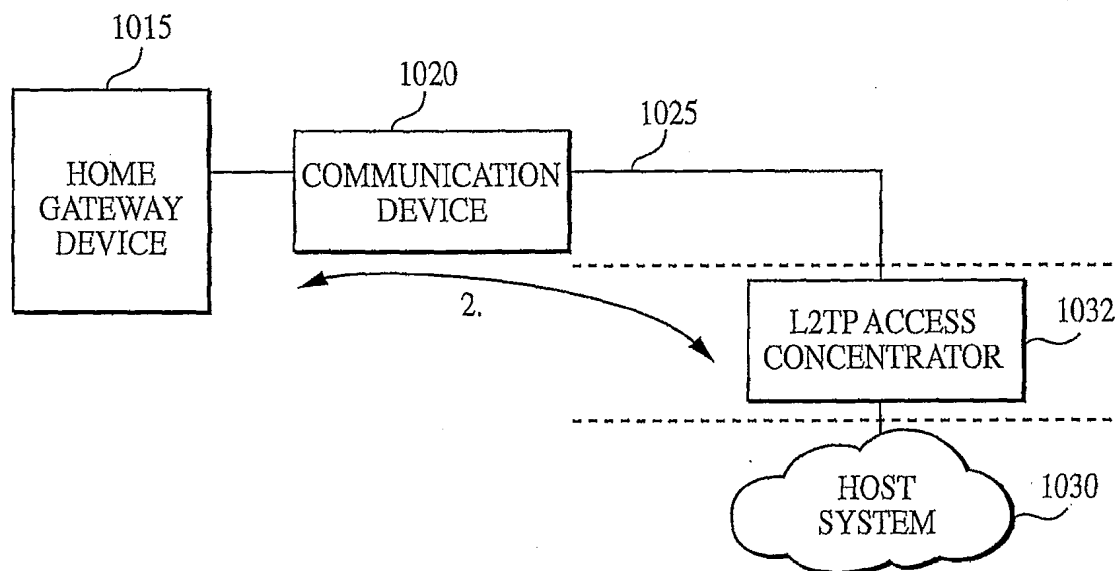 1015
1020
1025
HOME
GATEWAY
DEVICE
COMMUNICATION
DEVICE
2.
L2TP ACCESS
CONCENTRATOR
1032
HOST
SYSTEM
1030